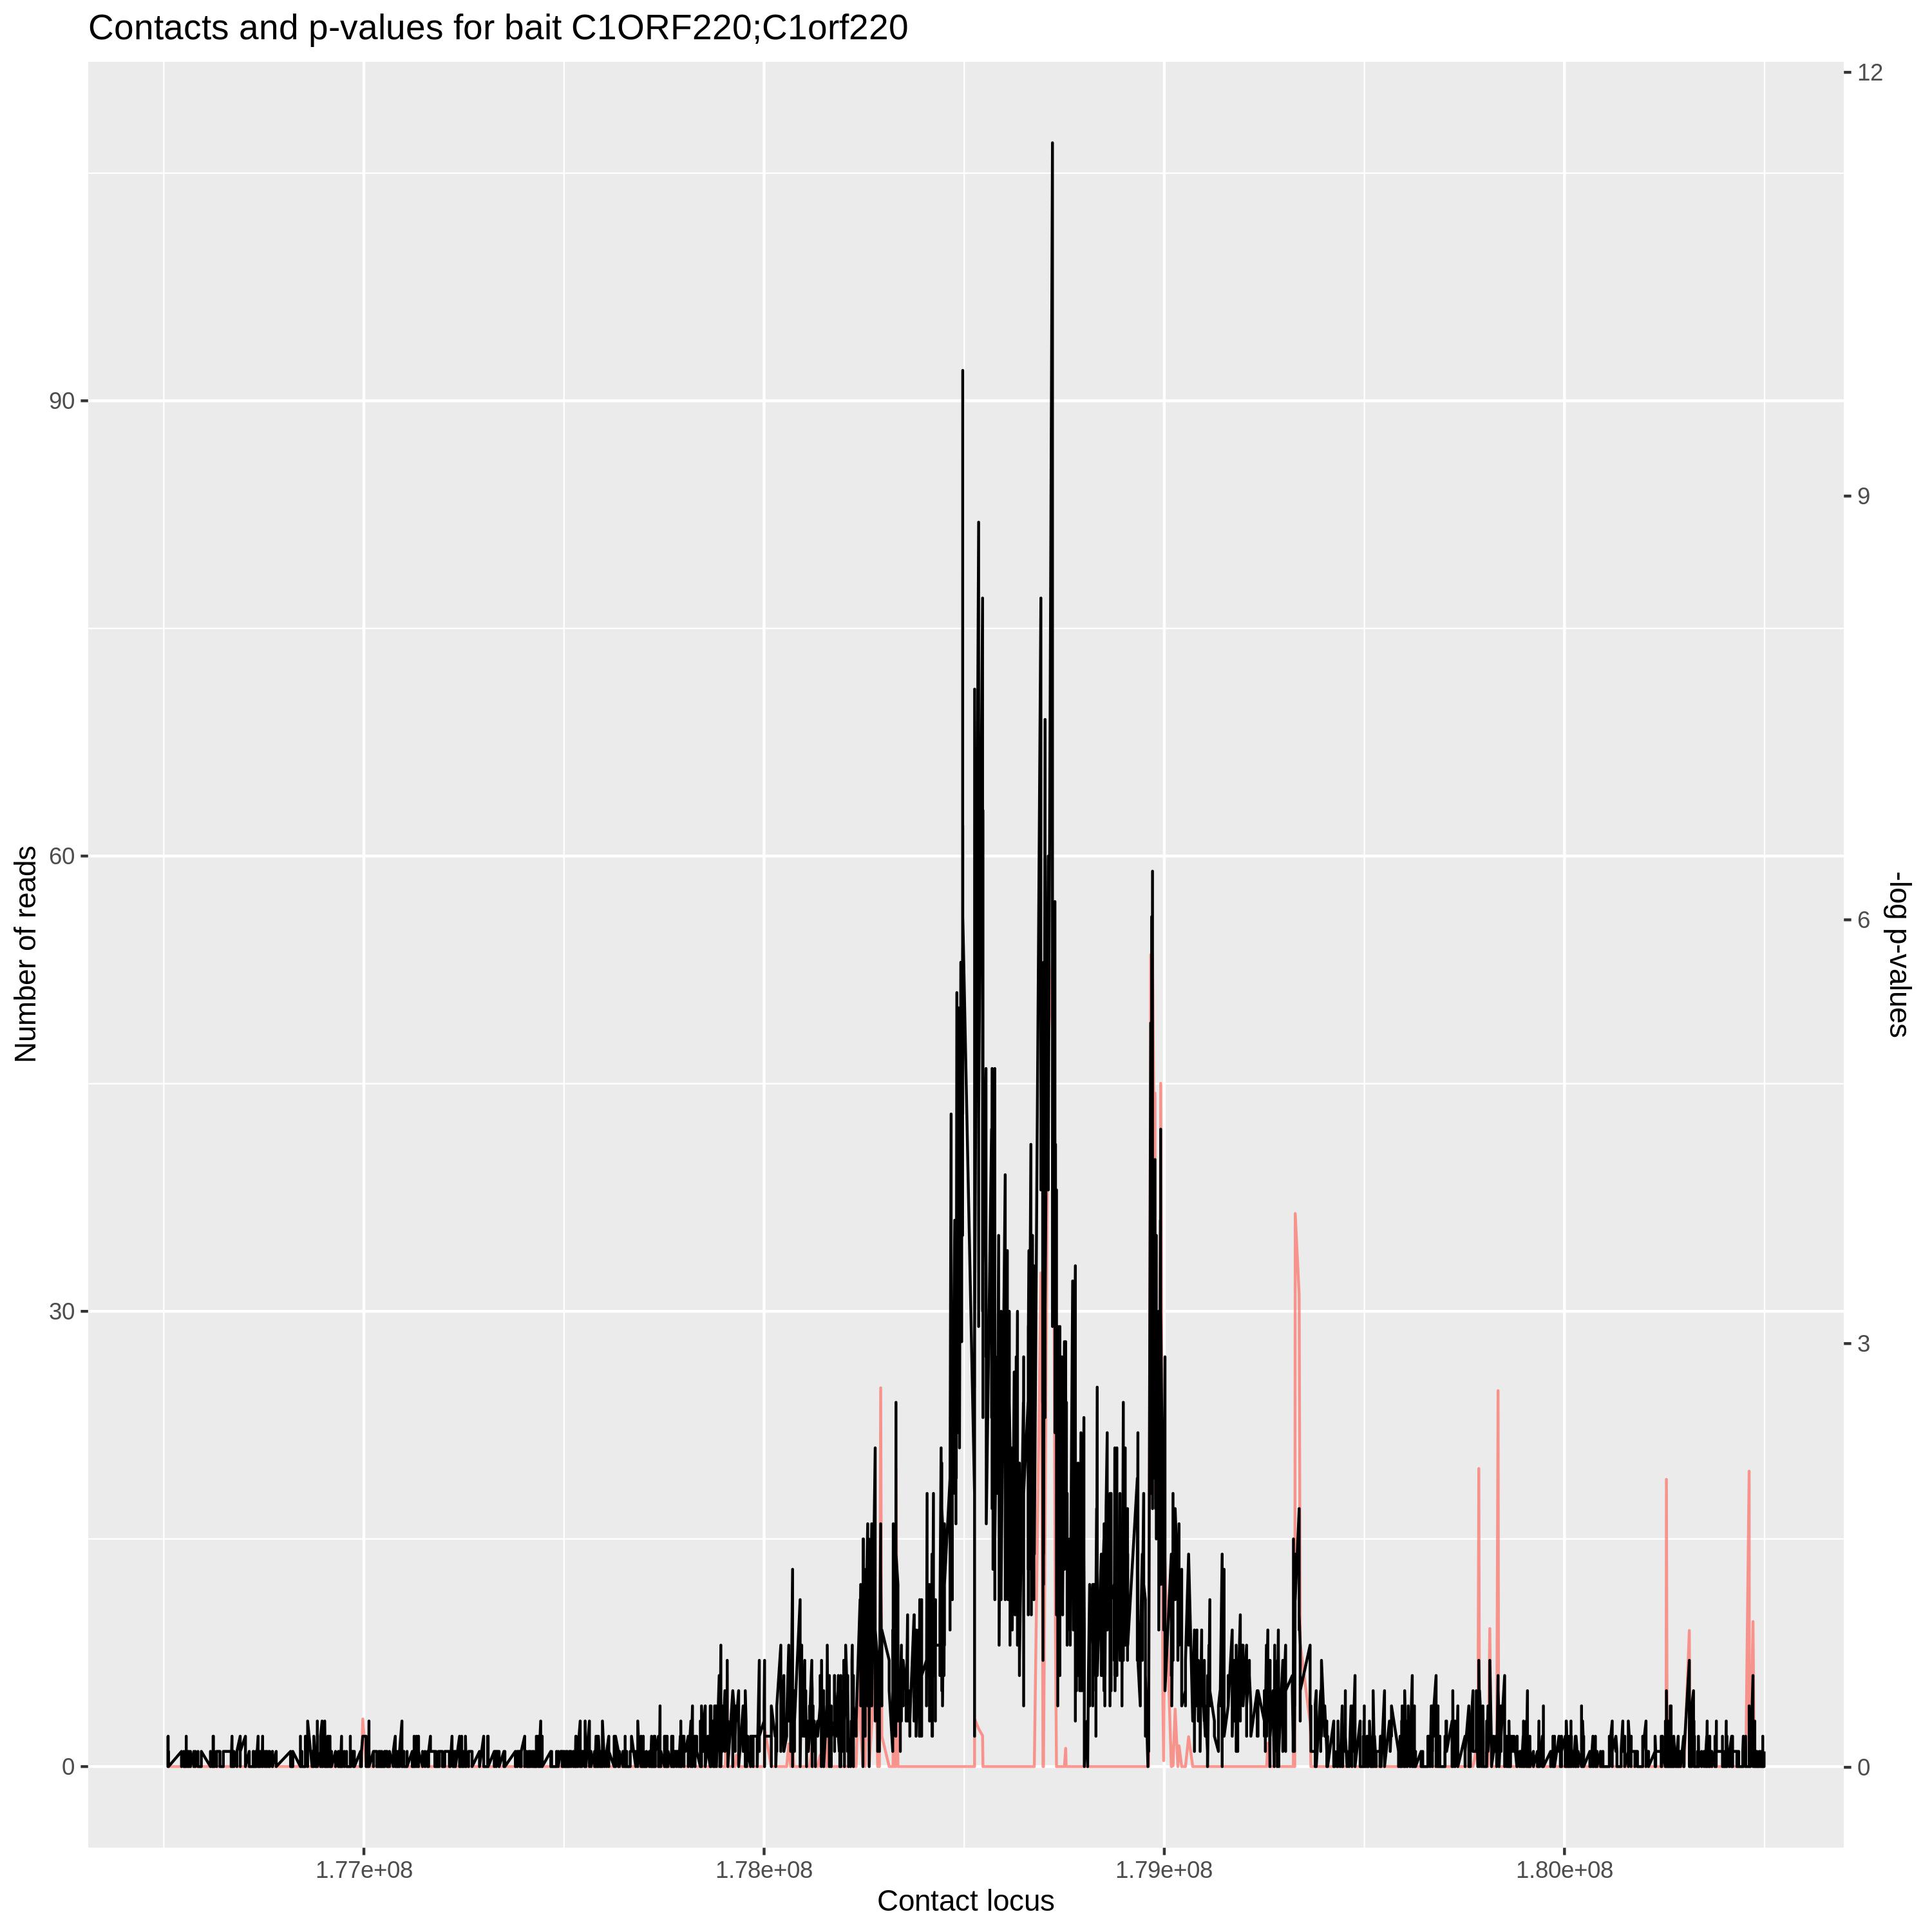 Contacts and p-values for bait C1ORF220;C1orf220
Number of reads
90
60
30
0
12
9
6
3
0
-log p-values
1.77e+08 1.78e+08 1.79e+08 1.80e+08
Contact locus